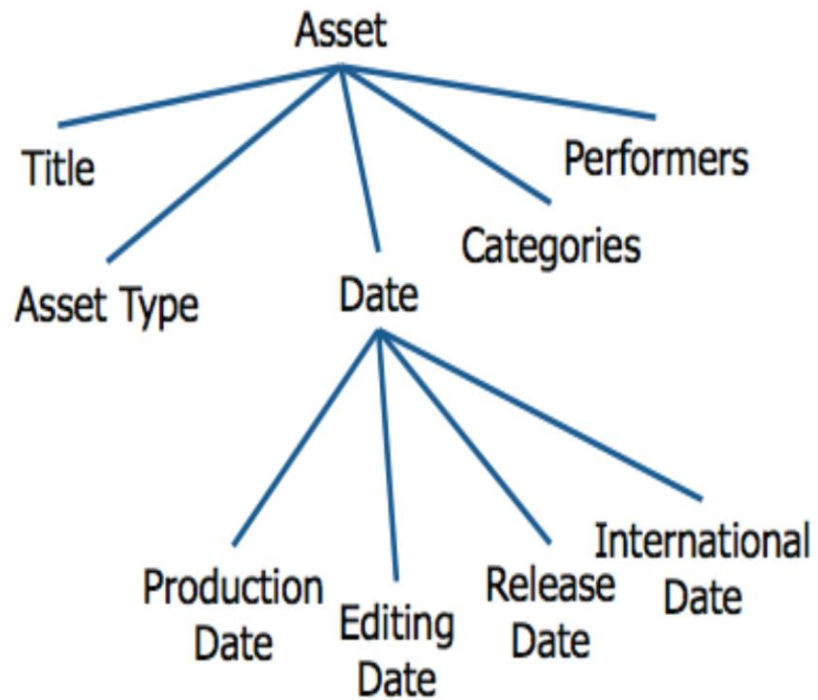 Asset
Title
Performers
Asset Type
Categories
Date
Production
Date
Editing
Date
Release
Date
International
Date